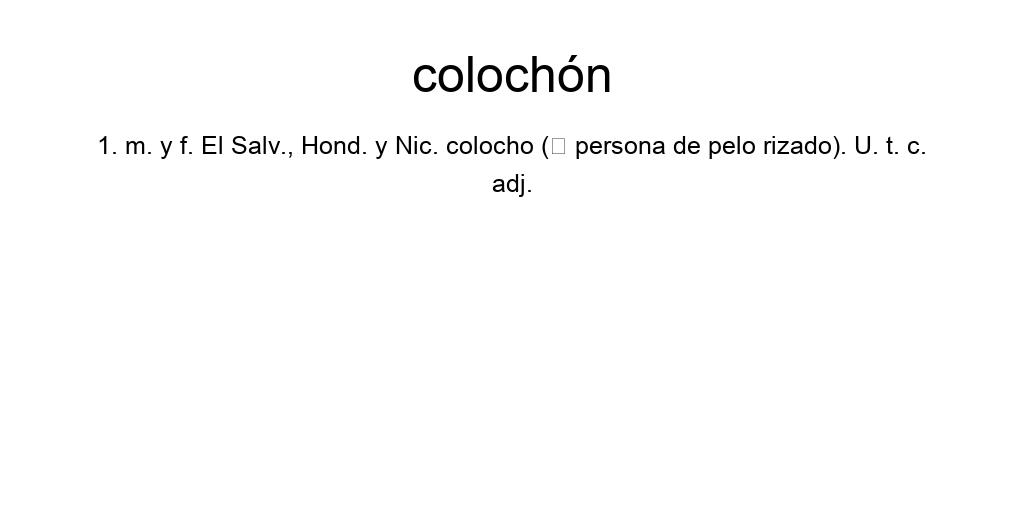 colochón
1. m. y f. El Salv., Hond. y Nic. colocho (□ persona de pelo rizado). U. t. c.
adj.